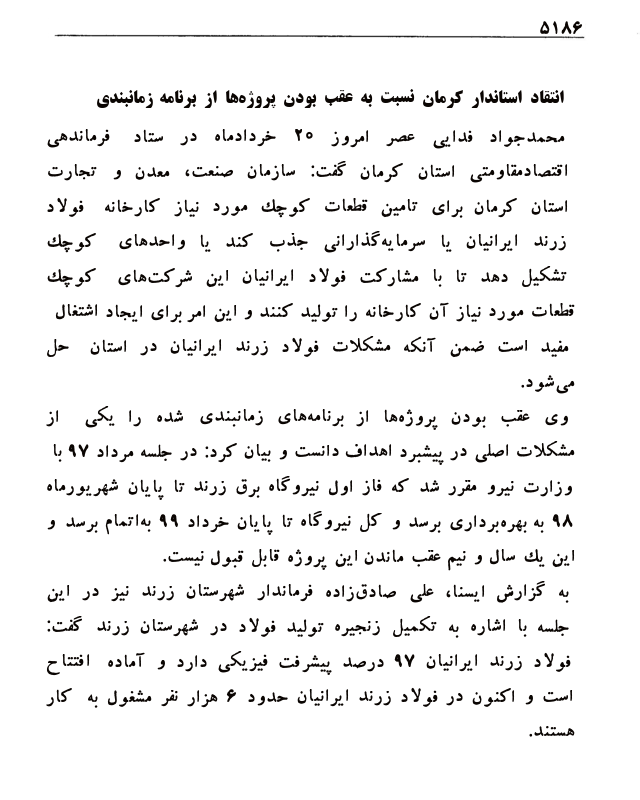 ۵۱۸۶
انتقاد استاندار کرمان نسبت به عقب بودن پروژه‌ها از برنامه زمانبندی
محمدجواد فدایی عصر امروز ۲۰ خردادماه در ستاد فرماندهی
اقتصادمقاومتی استان کرمان گفت: سازمان صنعت، معدن و تجارت
استان کرمان برای تامین قطعات کوچك مورد نیاز کارخانه فولاد
زرند ایرانیان یا سرمایه‌گذارانی جذب کند یا واحدهای کوچك
تشکیل دهد تا با مشارکت فولاد ایرانیان این شرکت‌های کوچك
قطعات مورد نیاز آن کارخانه را تولید کنند و این امر برای ایجاد اشتغال
مفید است ضمن آنکه مشکلات فولاد زرند ایرانیان در استان حل
می‌شود.
وی عقب بودن پروژه‌ها از برنامه‌های زمانبندی شده را یکی از
مشکلات اصلی در پیشبرد اهداف دانست و بیان کرد: در جلسه مرداد ۹۷ با
وزارت نیرو مقرر شد که فاز اول نیروگاه برق زرند تا پایان شهریورماه
۹۸ به بهره‌برداری برسد و کل نیروگاه تا پایان خرداد ۹۹ به‌اتمام برسد و
این یك سال و نیم عقب ماندن این پروژه قابل قبول نیست.
به گزارش ایسنا، علی صادق‌زاده فرماندار شهرستان زرند نیز در این
جلسه با اشاره به تکمیل زنجیره تولید فولاد در شهرستان زرند گفت:
فولاد زرند ایرانیان ۹۷ درصد پیشرفت فیزیکی دارد و آماده افتتاح
است و اکنون در فولاد زرند ایرانیان حدود ۶ هزار نفر مشغول به کار
هستند.